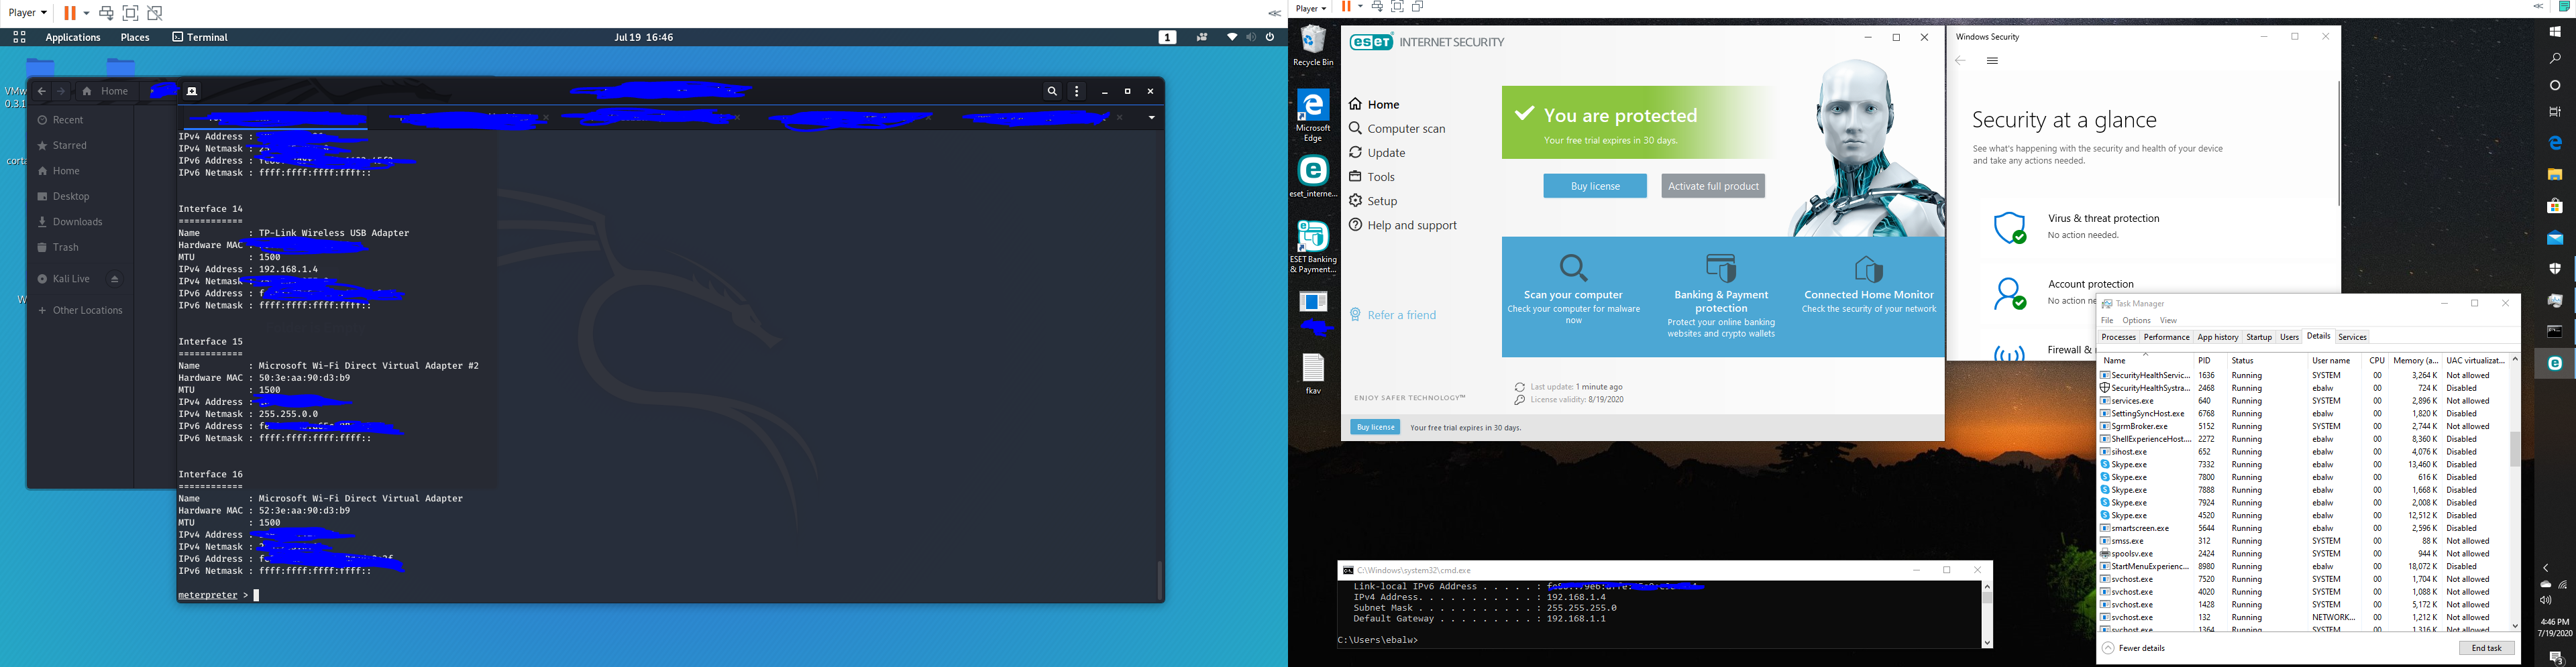 Player
Applications
Places
Terminal
Jul 19 16:46
1
VMw
0.3.1
corta
W
Home
Recent
Starred
Home
Desktop
Downloads
Trash
Kali Live
+ Other Locations
IPv4 Address :
IPv4 Netmask :
IPv6 Address :
IPv6 Netmask : ffff:ffff:ffff:ffff::
Interface 14
============
Name : TP-Link Wireless USB Adapter
Hardware MAC :
MTU : 1500
IPv4 Address : 192.168.1.4
IPv4 Netmask :
IPv6 Address :
IPv6 Netmask : ffff:ffff:ffff:ffff::
Interface 15
============
Name : Microsoft Wi-Fi Direct Virtual Adapter #2
Hardware MAC : 50:3e:aa:90:d3:b9
MTU : 1500
IPv4 Address :
IPv4 Netmask : 255.255.0.0
IPv6 Address :
IPv6 Netmask : ffff:ffff:ffff:ffff::
Interface 16
============
Name : Microsoft Wi-Fi Direct Virtual Adapter
Hardware MAC : 52:3e:aa:90:d3:b9
MTU : 1500
IPv4 Address :
IPv4 Netmask :
IPv6 Address :
IPv6 Netmask : ffff:ffff:ffff:ffff::
meterpreter >
Player
Recycle Bin
Microsoft
Edge
eset_interne...
ESET Banking
& Payment...
fkav
eset INTERNET SECURITY
Home
Computer scan
Update
Tools
Setup
Help and support
Refer a friend
ENJOY SAFER TECHNOLOGY™
You are protected
Your free trial expires in 30 days.
Buy license
Activate full product
Scan your computer
Check your computer for malware
now
Banking & Payment
protection
Protect your online banking
websites and crypto wallets
Connected Home Monitor
Check the security of your network
Last update: 1 minute ago
License validity: 8/19/2020
Buy license
Your free trial expires in 30 days.
Windows Security
Security at a glance
See what's happening with the security and health of your device
and take any actions needed.
Virus & threat protection
No action needed.
Account protection
No action ne
Firewall &
Task Manager
File Options View
Processes Performance App history Startup Users Details Services
Name PID Status User name CPU Memory (a... UAC virtualizat...
SecurityHealthServic... 1636 Running SYSTEM 00 3,264 K Not allowed
SecurityHealthSystra... 2468 Running ebalw 00 724 K Disabled
services.exe 640 Running SYSTEM 00 2,896 K Not allowed
SettingSyncHost.exe 6768 Running ebalw 00 1,820 K Disabled
SgrmBroker.exe 5152 Running SYSTEM 00 2,744 K Not allowed
ShellExperienceHost.... 2272 Running ebalw 00 8,360 K Disabled
sihost.exe 652 Running ebalw 00 4,076 K Disabled
Skype.exe 7332 Running ebalw 00 13,460 K Disabled
Skype.exe 7800 Running ebalw 00 616 K Disabled
Skype.exe 7888 Running ebalw 00 1,668 K Disabled
Skype.exe 7924 Running ebalw 00 2,008 K Disabled
Skype.exe 4520 Running ebalw 00 12,512 K Disabled
smartscreen.exe 5644 Running ebalw 00 2,596 K Disabled
smss.exe 312 Running SYSTEM 00 88 K Not allowed
spoolsv.exe 2424 Running SYSTEM 00 944 K Not allowed
StartMenuExperienc... 8980 Running ebalw 00 18,072 K Disabled
svchost.exe 7520 Running SYSTEM 00 1,704 K Not allowed
svchost.exe 4020 Running SYSTEM 00 1,088 K Not allowed
svchost.exe 1428 Running SYSTEM 00 5,172 K Not allowed
svchost.exe 132 Running NETWORK... 00 1,212 K Not allowed
svchost.exe 1364 Running SYSTEM 00 1,316 K Not allowed
Fewer details
End task
C:\Windows\system32\cmd.exe
Link-local IPv6 Address . . . . . :
IPv4 Address. . . . . . . . . . . : 192.168.1.4
Subnet Mask . . . . . . . . . . . : 255.255.255.0
Default Gateway . . . . . . . . . : 192.168.1.1
C:\Users\ebalw>
4:46 PM
7/19/2020